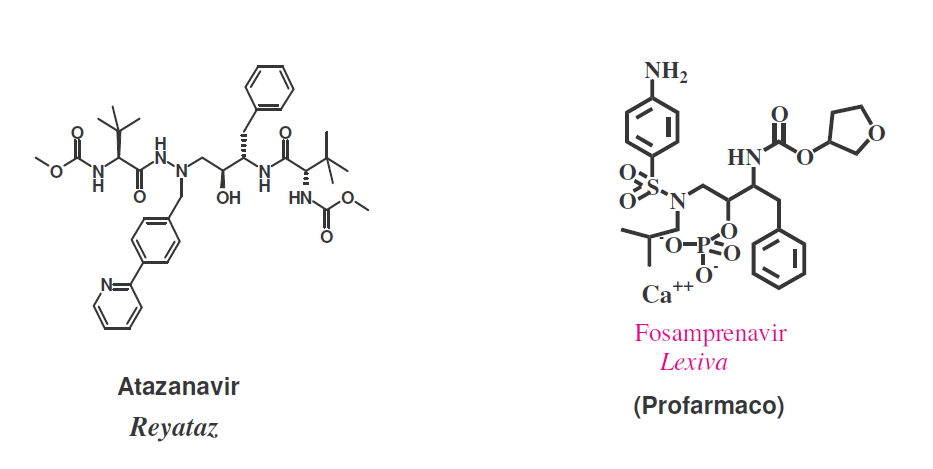 O
O
N
H
O
H
N
N
OH
O
N
H
HN
O
O
N
Atazanavir
Reyataz
NH₂
O
O
S
N
HN
O
O
O
O
⁻O
P
O
O⁻
Ca⁺⁺
Fosamprenavir
Lexiva
(Profarmaco)